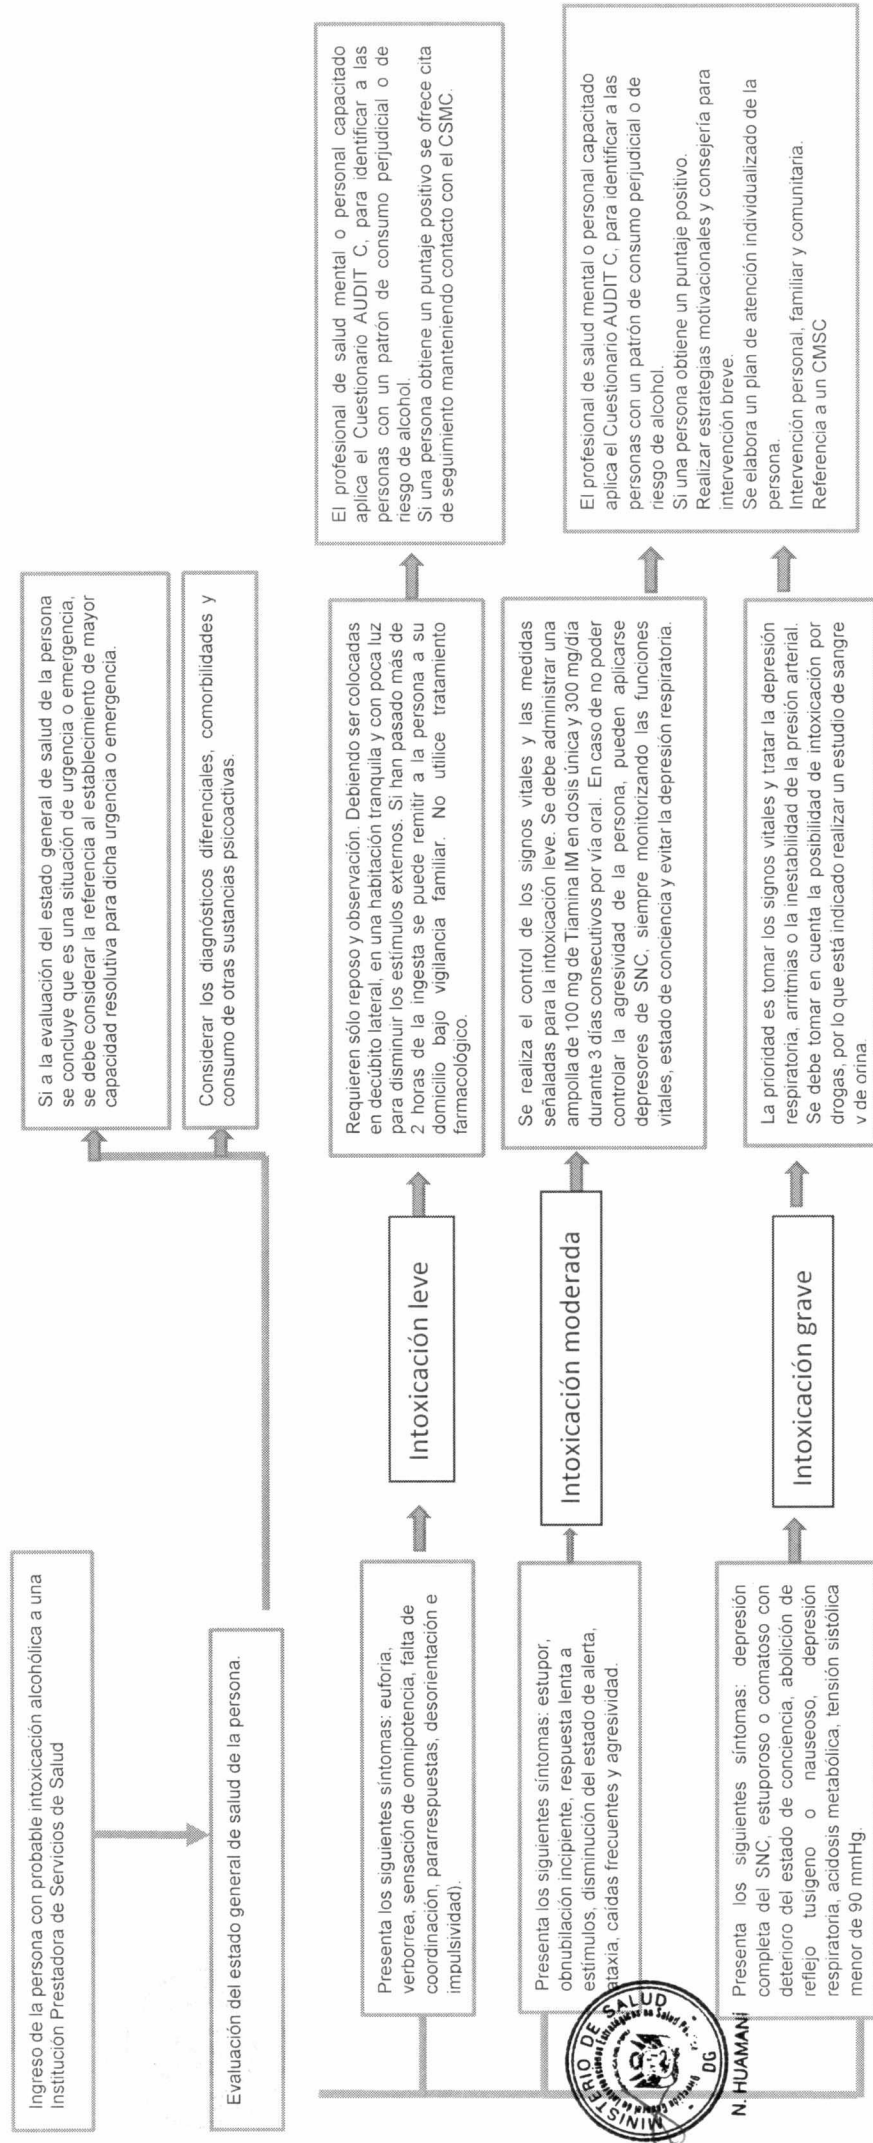 Ingreso de la persona con probable intoxicación alcohólica a una
Institución Prestadora de Servicios de Salud
Evaluación del estado general de salud de la persona.
Si a la evaluación del estado general de salud de la persona
se concluye que es una situación de urgencia o emergencia,
se debe considerar la referencia al establecimiento de mayor
capacidad resolutiva para dicha urgencia o emergencia.
Considerar los diagnósticos diferenciales, comorbilidades y
consumo de otras sustancias psicoactivas.
Presenta los siguientes síntomas: euforia,
verborrea, sensación de omnipotencia, falta de
coordinación, pararrespuestas, desorientación e
impulsividad).
Intoxicación leve
Requieren sólo reposo y observación. Debiendo ser colocadas
en decúbito lateral, en una habitación tranquila y con poca luz
para disminuir los estímulos externos. Si han pasado más de
2 horas de la ingesta se puede remitir a la persona a su
domicilio bajo vigilancia familiar. No utilice tratamiento
farmacológico.
El profesional de salud mental o personal capacitado
aplica el Cuestionario AUDIT C, para identificar a las
personas con un patrón de consumo perjudicial o de
riesgo de alcohol.
Si una persona obtiene un puntaje positivo se ofrece cita
de seguimiento manteniendo contacto con el CSMC.
Presenta los siguientes síntomas: estupor,
obnubilación incipiente, respuesta lenta a
estímulos, disminución del estado de alerta,
ataxia, caídas frecuentes y agresividad.
Intoxicación moderada
Se realiza el control de los signos vitales y las medidas
señaladas para la intoxicación leve. Se debe administrar una
ampolla de 100 mg de Tiamina IM en dosis única y 300 mg/día
durante 3 días consecutivos por vía oral. En caso de no poder
controlar la agresividad de la persona, pueden aplicarse
depresores de SNC, siempre monitorizando las funciones
vitales, estado de conciencia y evitar la depresión respiratoria.
El profesional de salud mental o personal capacitado
aplica el Cuestionario AUDIT C, para identificar a las
personas con un patrón de consumo perjudicial o de
riesgo de alcohol.
Si una persona obtiene un puntaje positivo.
Realizar estrategias motivacionales y consejería para
intervención breve.
Se elabora un plan de atención individualizado de la
persona.
Intervención personal, familiar y comunitaria.
Referencia a un CMSC
Presenta los siguientes síntomas: depresión
completa del SNC, estuporoso o comatoso con
deterioro del estado de conciencia, abolición de
reflejo tusígeno o nauseoso, depresión
respiratoria, acidosis metabólica, tensión sistólica
menor de 90 mmHg.
Intoxicación grave
La prioridad es tomar los signos vitales y tratar la depresión
respiratoria, arritmias o la inestabilidad de la presión arterial.
Se debe tomar en cuenta la posibilidad de intoxicación por
drogas, por lo que está indicado realizar un estudio de sangre
y de orina.
MINISTERIO DE SALUD
Dirección General de Intervenciones Estratégicas en Salud
DG
N. HUAMANÍ